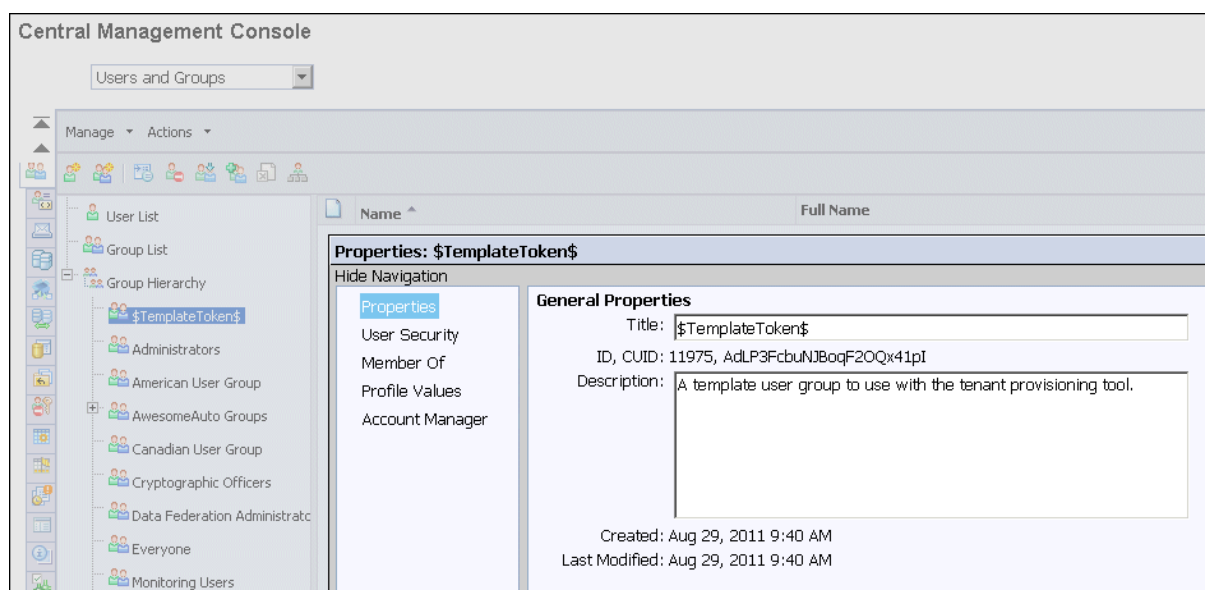 Central Management Console
Users and Groups
Manage Actions
Name Full Name
User List
Group List
Group Hierarchy
$TemplateToken$
Administrators
American User Group
AwesomeAuto Groups
Canadian User Group
Cryptographic Officers
Data Federation Administratc
Everyone
Monitoring Users
Properties: $TemplateToken$
Hide Navigation
Properties
User Security
Member Of
Profile Values
Account Manager
General Properties
Title: $TemplateToken$
ID, CUID: 11975, AdLP3FcbuNJBoqF2OQx41pI
Description: A template user group to use with the tenant provisioning tool.
Created: Aug 29, 2011 9:40 AM
Last Modified: Aug 29, 2011 9:40 AM